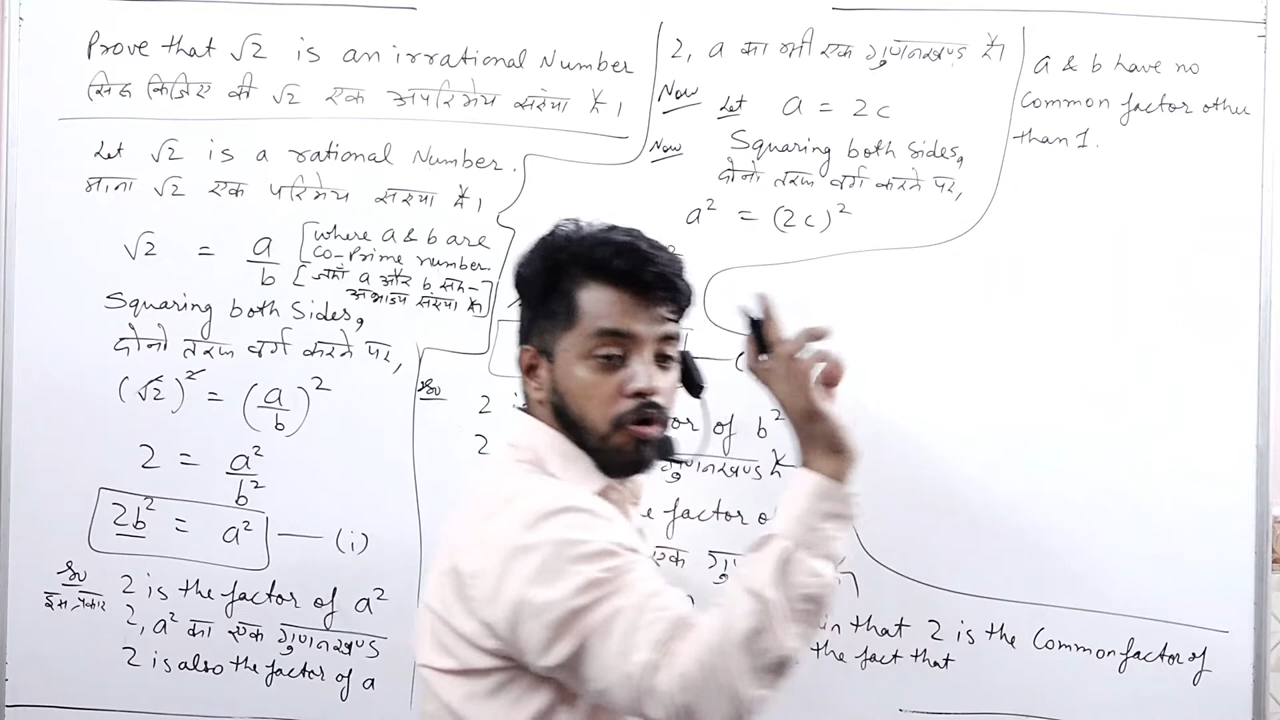 Prove that √2 is an irrational Number
सिद्ध किजिए की √2 एक अपरिमेय संख्या है।
Let √2 is a rational Number.
माना √2 एक परिमेय संख्या है।
√2 = a/b [where a & b are
co-prime number.
[जहाँ a और b सह-
अभाज्य संख्या है]
Squaring both sides,
दोनो तरफ वर्ग करने पर,
(√2)² = (a/b)²
2 = a²/b²
2b² = a² — (i)
So 2 is the factor of a²
इस प्रकार 2, a² का एक गुणनखण्ड
2 is also the factor of a
2, a का भी एक गुणनखण्ड है।
Now Let a = 2c
Now Squaring both sides,
दोनो तरफ वर्ग करने पर,
a² = (2c)²
So 2 of b²
2 गुणनखण्ड है
factor
एक
that 2 is the Common factor of
the fact that
a & b have no
Common factor other
than 1.